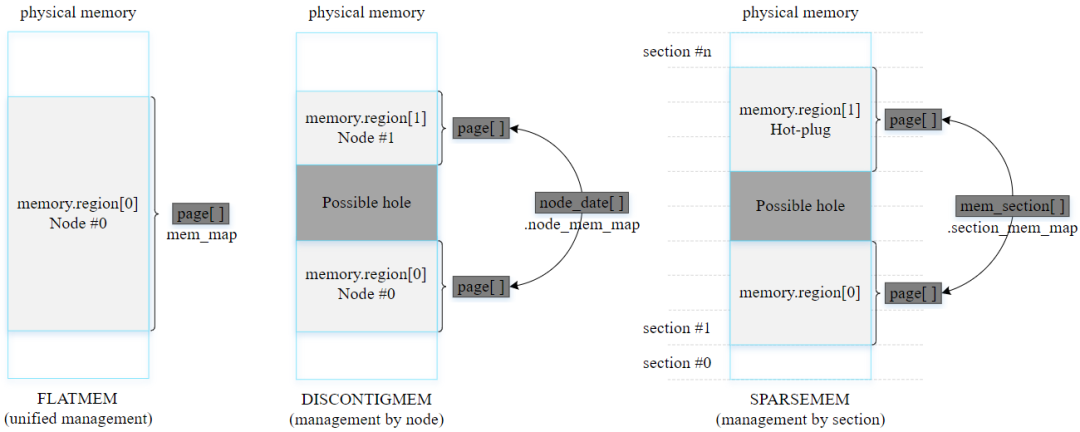 physical memory
memory.region[0]
Node #0
page[ ]
mem_map
FLATMEM
(unified management)
physical memory
memory.region[1]
Node #1
page[ ]
Possible hole
node_date[ ]
.node_mem_map
memory.region[0]
Node #0
page[ ]
DISCONTIGMEM
(management by node)
physical memory
section #n
memory.region[1]
Hot-plug
page[ ]
Possible hole
mem_section[ ]
.section_mem_map
memory.region[0]
page[ ]
section #1
section #0
SPARSEMEM
(management by section)